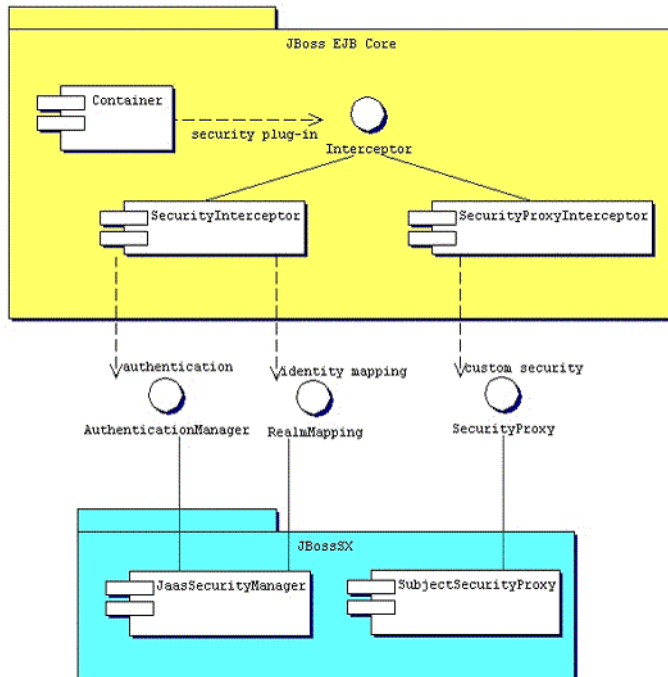 JBoss EJB Core
Container
security plug-in
Interceptor
SecurityInterceptor
SecurityProxyInterceptor
authentication
identity mapping
custom security
AuthenticationManager
RealmMapping
SecurityProxy
JBossSX
JaasSecurityManager
SubjectSecurityProxy